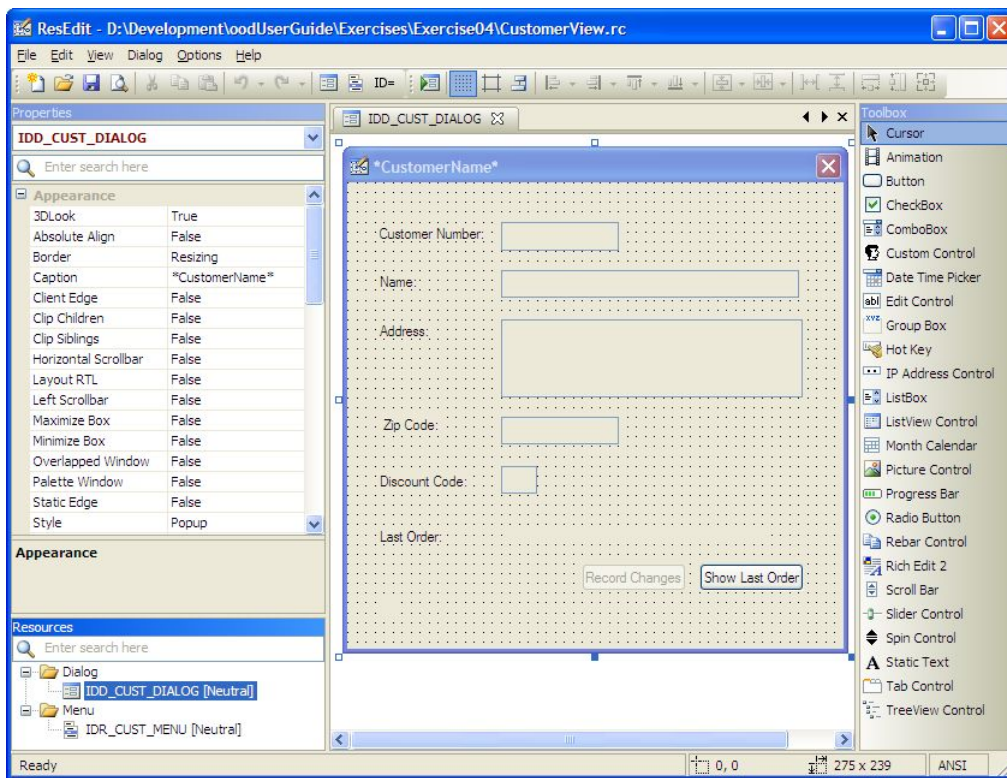 ResEdit - D:\Development\oodUserGuide\Exercises\Exercise04\CustomerView.rc
File Edit View Dialog Options Help
ID=
Properties
IDD_CUST_DIALOG
Enter search here
Appearance
3DLook True
Absolute Align False
Border Resizing
Caption *CustomerName*
Client Edge False
Clip Children False
Clip Siblings False
Horizontal Scrollbar False
Layout RTL False
Left Scrollbar False
Maximize Box False
Minimize Box False
Overlapped Window False
Palette Window False
Static Edge False
Style Popup
Appearance
Resources
Enter search here
Dialog
IDD_CUST_DIALOG [Neutral]
Menu
IDR_CUST_MENU [Neutral]
IDD_CUST_DIALOG
*CustomerName*
Customer Number:
Name:
Address:
Zip Code:
Discount Code:
Last Order:
Record Changes Show Last Order
Toolbox
Cursor
Animation
Button
CheckBox
ComboBox
Custom Control
Date Time Picker
abl Edit Control
xyz Group Box
Hot Key
IP Address Control
ListBox
ListView Control
Month Calendar
Picture Control
Progress Bar
Radio Button
Rebar Control
Rich Edit 2
Scroll Bar
Slider Control
Spin Control
A Static Text
Tab Control
TreeView Control
Ready 0, 0 275 x 239 ANSI